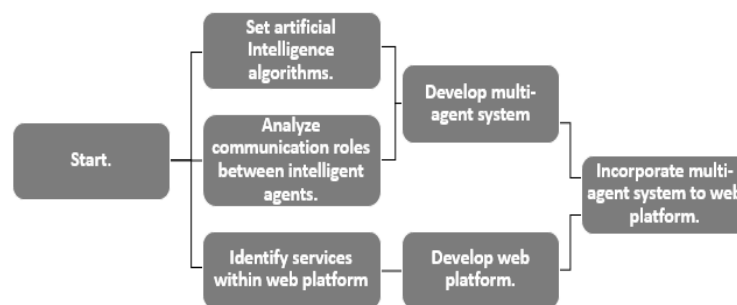 Start.
Set artificial
Intelligence
algorithms.
Analyze
communication roles
between intelligent
agents.
Identify services
within web platform
Develop multi-
agent system
Develop web
platform.
Incorporate multi-
agent system to web
platform.